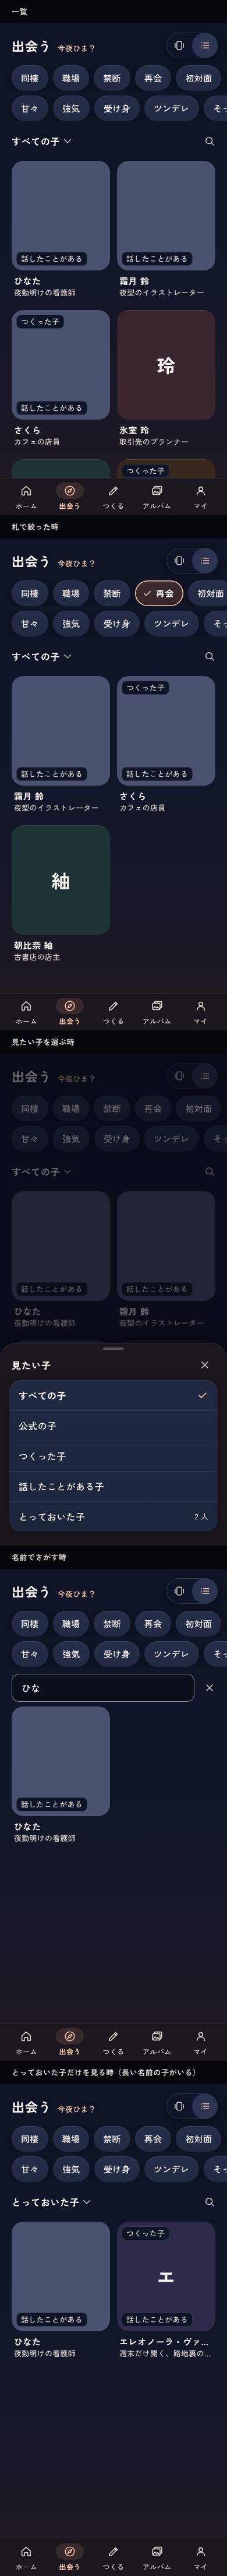 一覧
出会う 今夜ひま？
同棲 職場 禁断 再会 初対面
甘々 強気 受け身 ツンデレ そっ
すべての子
話したことがある 話したことがある
ひなた 霜月 鈴
夜勤明けの看護師 夜型のイラストレーター
つくった子
玲
話したことがある
さくら 氷室 玲
カフェの店員 取引先のプランナー
つくった子
ホーム 出会う つくる アルバム マイ
札で絞った時
出会う 今夜ひま？
同棲 職場 禁断 再会 初対面
甘々 強気 受け身 ツンデレ そっ
すべての子
つくった子
話したことがある 話したことがある
霜月 鈴 さくら
夜型のイラストレーター カフェの店員
紬
朝比奈 紬
古書店の店主
ホーム 出会う つくる アルバム マイ
見たい子を選ぶ時
出会う 今夜ひま？
同棲 職場 禁断 再会 初対面
甘々 強気 受け身 ツンデレ そっ
すべての子
話したことがある 話したことがある
ひなた 霜月 鈴
夜勤明けの看護師 夜型のイラストレーター
見たい子
すべての子
公式の子
つくった子
話したことがある子
とっておいた子 2 人
名前でさがす時
出会う 今夜ひま？
同棲 職場 禁断 再会 初対面
甘々 強気 受け身 ツンデレ そっ
ひな
話したことがある
ひなた
夜勤明けの看護師
ホーム 出会う つくる アルバム マイ
とっておいた子だけを見る時（長い名前の子がいる）
出会う 今夜ひま？
同棲 職場 禁断 再会 初対面
甘々 強気 受け身 ツンデレ そっ
とっておいた子
つくった子
エ
話したことがある 話したことがある
ひなた エレオノーラ・ヴァ…
夜勤明けの看護師 週末だけ開く、路地裏の…
ホーム 出会う つくる アルバム マイ